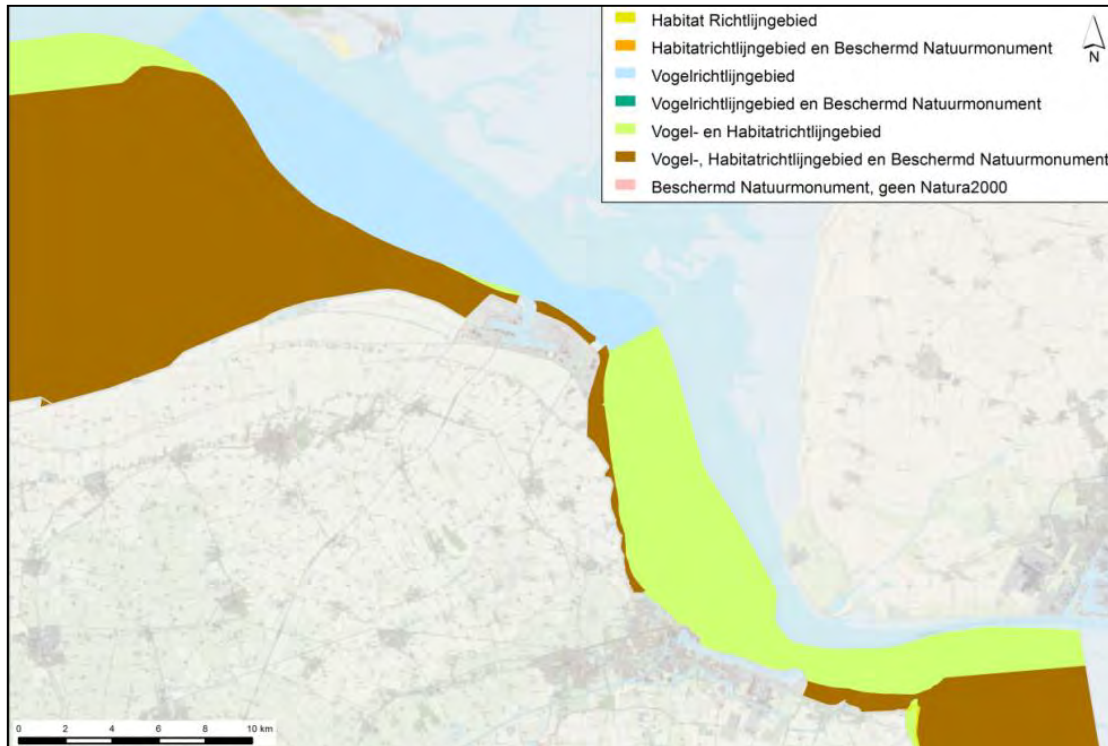 Habitat Richtlijngebied
Habitatrichtlijngebied en Beschermd Natuurmonument
Vogelrichtlijngebied
Vogelrichtlijngebied en Beschermd Natuurmonument
Vogel- en Habitatrichtlijngebied
Vogel-, Habitatrichtlijngebied en Beschermd Natuurmonument
Beschermd Natuurmonument, geen Natura2000
N
0 2 4 6 8 10 km